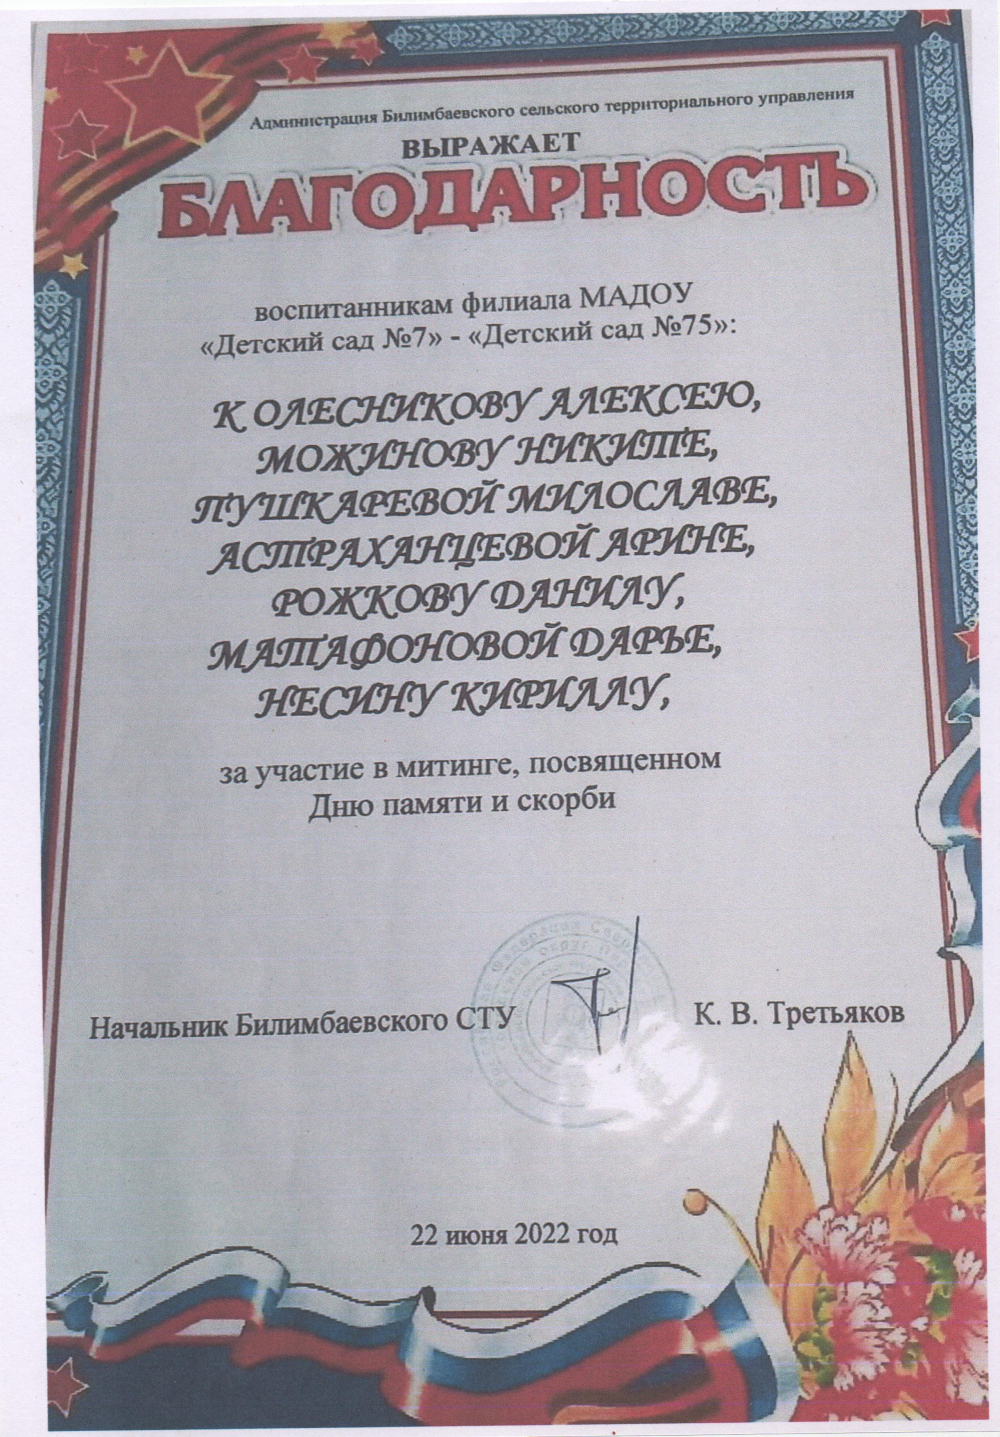 Администрация Билимбаевского сельского территориального управления
ВЫРАЖАЕТ
БЛАГОДАРНОСТЬ
воспитанникам филиала МАДОУ
«Детский сад №7» - «Детский сад №75»:
К ОЛЕСНИКОВУ АЛЕКСЕЮ,
МОЖИНОВУ НИКИТЕ,
ПУШКАРЕВОЙ МИЛОСЛАВЕ,
АСТРАХАНЦЕВОЙ АРИНЕ,
РОЖКОВУ ДАНИЛУ,
МАТАФОНОВОЙ ДАРЬЕ,
НЕСИНУ КИРИЛЛУ,
за участие в митинге, посвященном
Дню памяти и скорби
Начальник Билимбаевского СТУ К. В. Третьяков
22 июня 2022 год